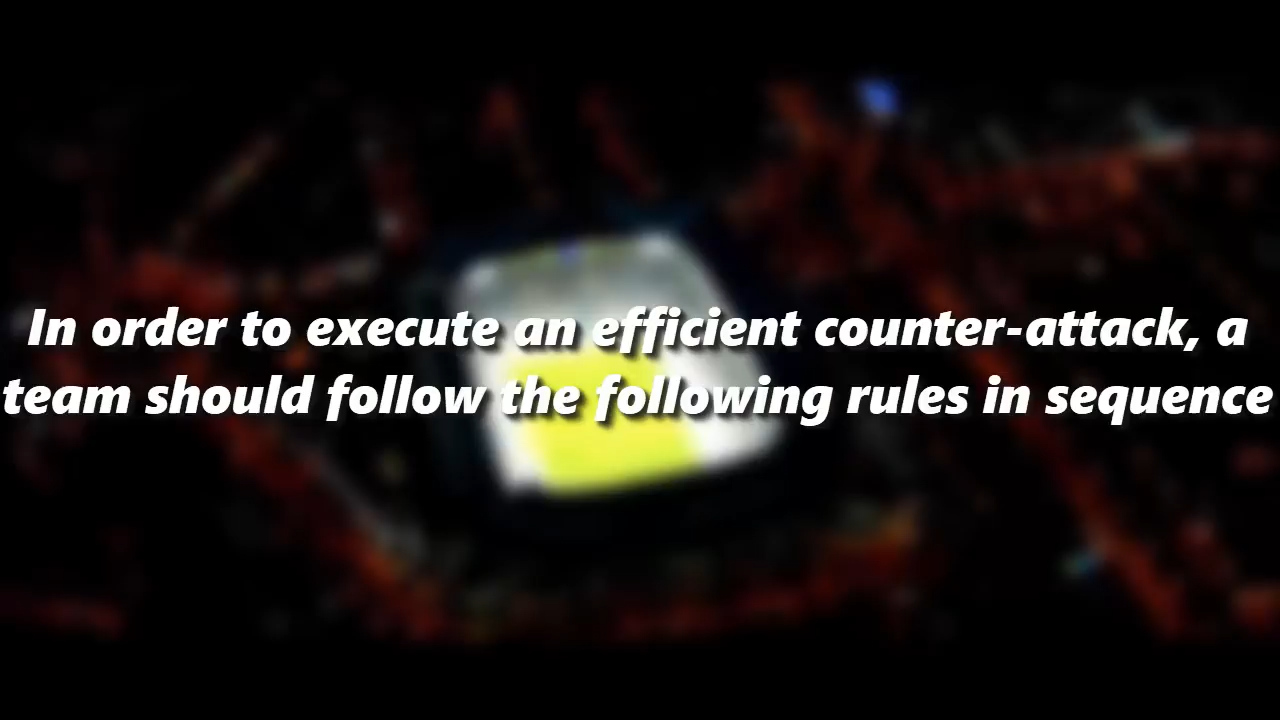 In order to execute an efficient counter-attack, a
team should follow the following rules in sequence